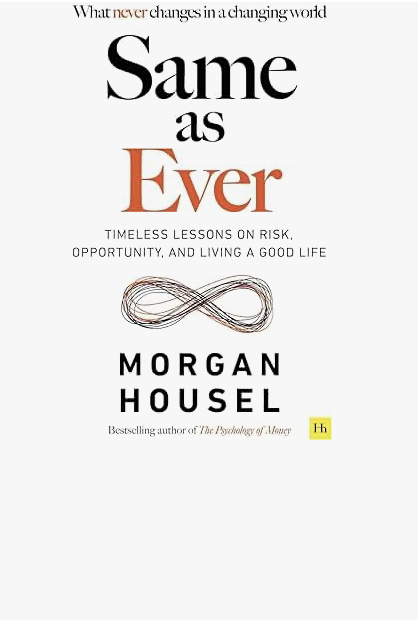 What never changes in a changing world
Same
as
Ever
TIMELESS LESSONS ON RISK,
OPPORTUNITY, AND LIVING A GOOD LIFE
MORGAN
HOUSEL
Bestselling author of The Psychology of Money
Hh